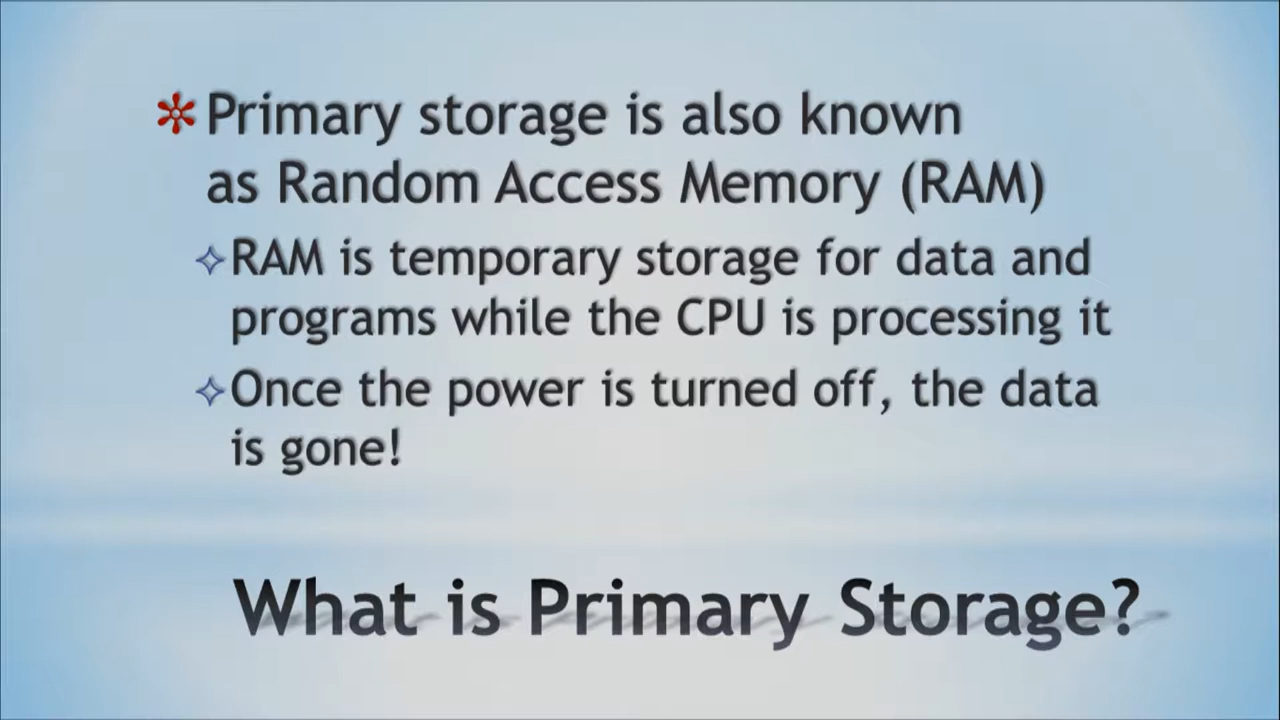 Primary storage is also known
as Random Access Memory (RAM)
RAM is temporary storage for data and
programs while the CPU is processing it
Once the power is turned off, the data
is gone!
What is Primary Storage?